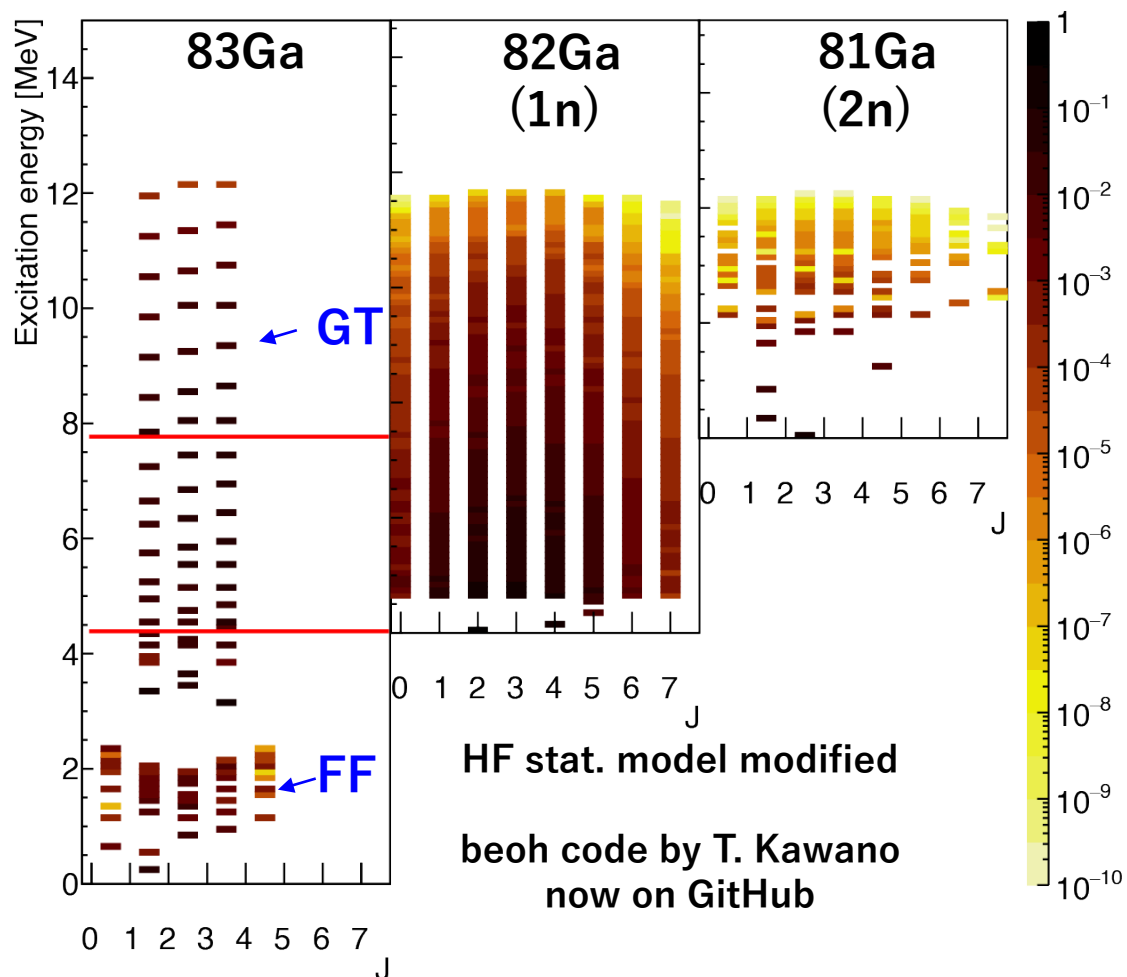 83Ga
82Ga
(1n)
81Ga
(2n)
Excitation energy [MeV]
14
12
10
8
6
4
2
0
GT
FF
0 1 2 3 4 5 6 7
J
0 1 2 3 4 5 6 7
J
0 1 2 3 4 5 6 7
J
1
10⁻¹
10⁻²
10⁻³
10⁻⁴
10⁻⁵
10⁻⁶
10⁻⁷
10⁻⁸
10⁻⁹
10⁻¹⁰
HF stat. model modified
beoh code by T. Kawano
now on GitHub